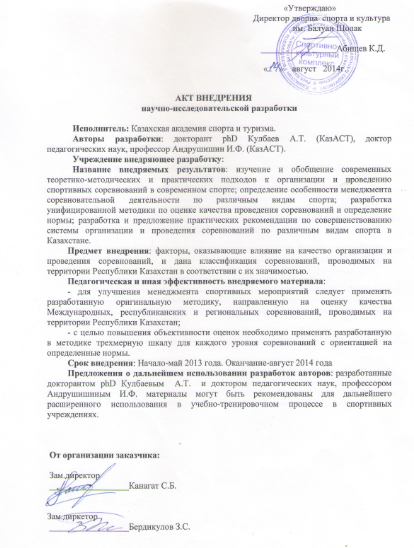 «Утверждаю»
Директор дворца спорта и культура
им. Балуан Шолак
Абищев К.Д.
« » август 2014г.
Спортивно
культурный
комплекс
АКТ ВНЕДРЕНИЯ
научно-исследовательской разработки
Исполнитель: Казахская академия спорта и туризма.
Авторы разработки: докторант phD Кулбаев А.Т. (КазАСТ), доктор
педагогических наук, профессор Андрушишин И.Ф. (КазАСТ).
Учреждение внедряющее разработку:
Название внедряемых результатов: изучение и обобщение современных
теоретико-методических и практических подходов к организации и проведению
спортивных соревнований в современном спорте; определение особенности менеджмента
соревновательной деятельности по различным видам спорта; разработка
унифицированной методики по оценке качества проведения соревнований и определение
нормы; разработка и предложение практических рекомендации по совершенствованию
системы организации и проведения соревнований по различным видам спорта в
Казакстане.
Предмет внедрения: факторы, оказывающие влияние на качество организации и
проведения соревнований, и дана классификация соревнований, проводимых на
территории Республики Казахстан в соответствии с их значимостью.
Педагогическая и иная эффективность внедряемого материала:
- для улучшения менеджмента спортивных мероприятий следует применять
разработанную оригинальную методику, направленную на оценку качества
Международных, республиканских и региональных соревнований, проводимых на
территории Республики Казахстан;
- с целью повышения объективности оценок необходимо применять разработанную
в методике трехмерную шкалу для каждого уровня соревнований с ориентацией на
определенные нормы.
Срок внедрения: Начало-май 2013 года. Окончание-август 2014 года
Предложения о дальнейшем использовании разработок авторов: разработанные
докторантом phD Кулбаевым А.Т. и доктором педагогических наук, профессором
Андрушишиным И.Ф. материалы могут быть рекомендованы для дальнейшего
расширенного использования в учебно-тренировочном процессе в спортивных
учреждениях.
От организации заказчика:
Зам.директор
Канагат С.Б.
Зам.диркетор
Бердикулов З.С.